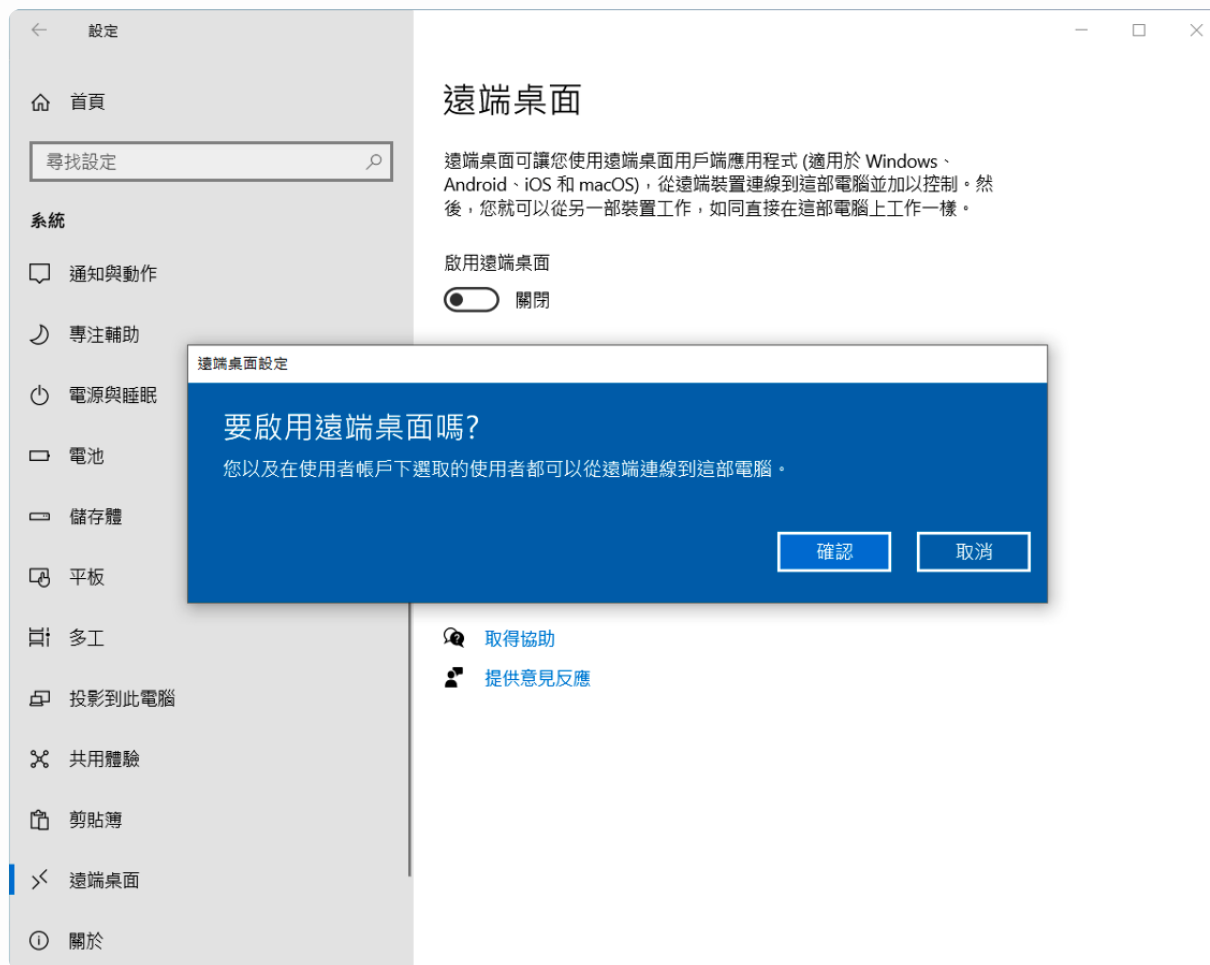 設定
首頁
尋找設定
系統
通知與動作
專注輔助
電源與睡眠
電池
儲存體
平板
多工
投影到此電腦
共用體驗
剪貼簿
遠端桌面
關於
遠端桌面
遠端桌面可讓您使用遠端桌面用戶端應用程式 (適用於 Windows、
Android、iOS 和 macOS)，從遠端裝置連線到這部電腦並加以控制。然
後，您就可以從另一部裝置工作，如同直接在這部電腦上工作一樣。
啟用遠端桌面
關閉
遠端桌面設定
要啟用遠端桌面嗎?
您以及在使用者帳戶下選取的使用者都可以從遠端連線到這部電腦。
確認
取消
取得協助
提供意見反應